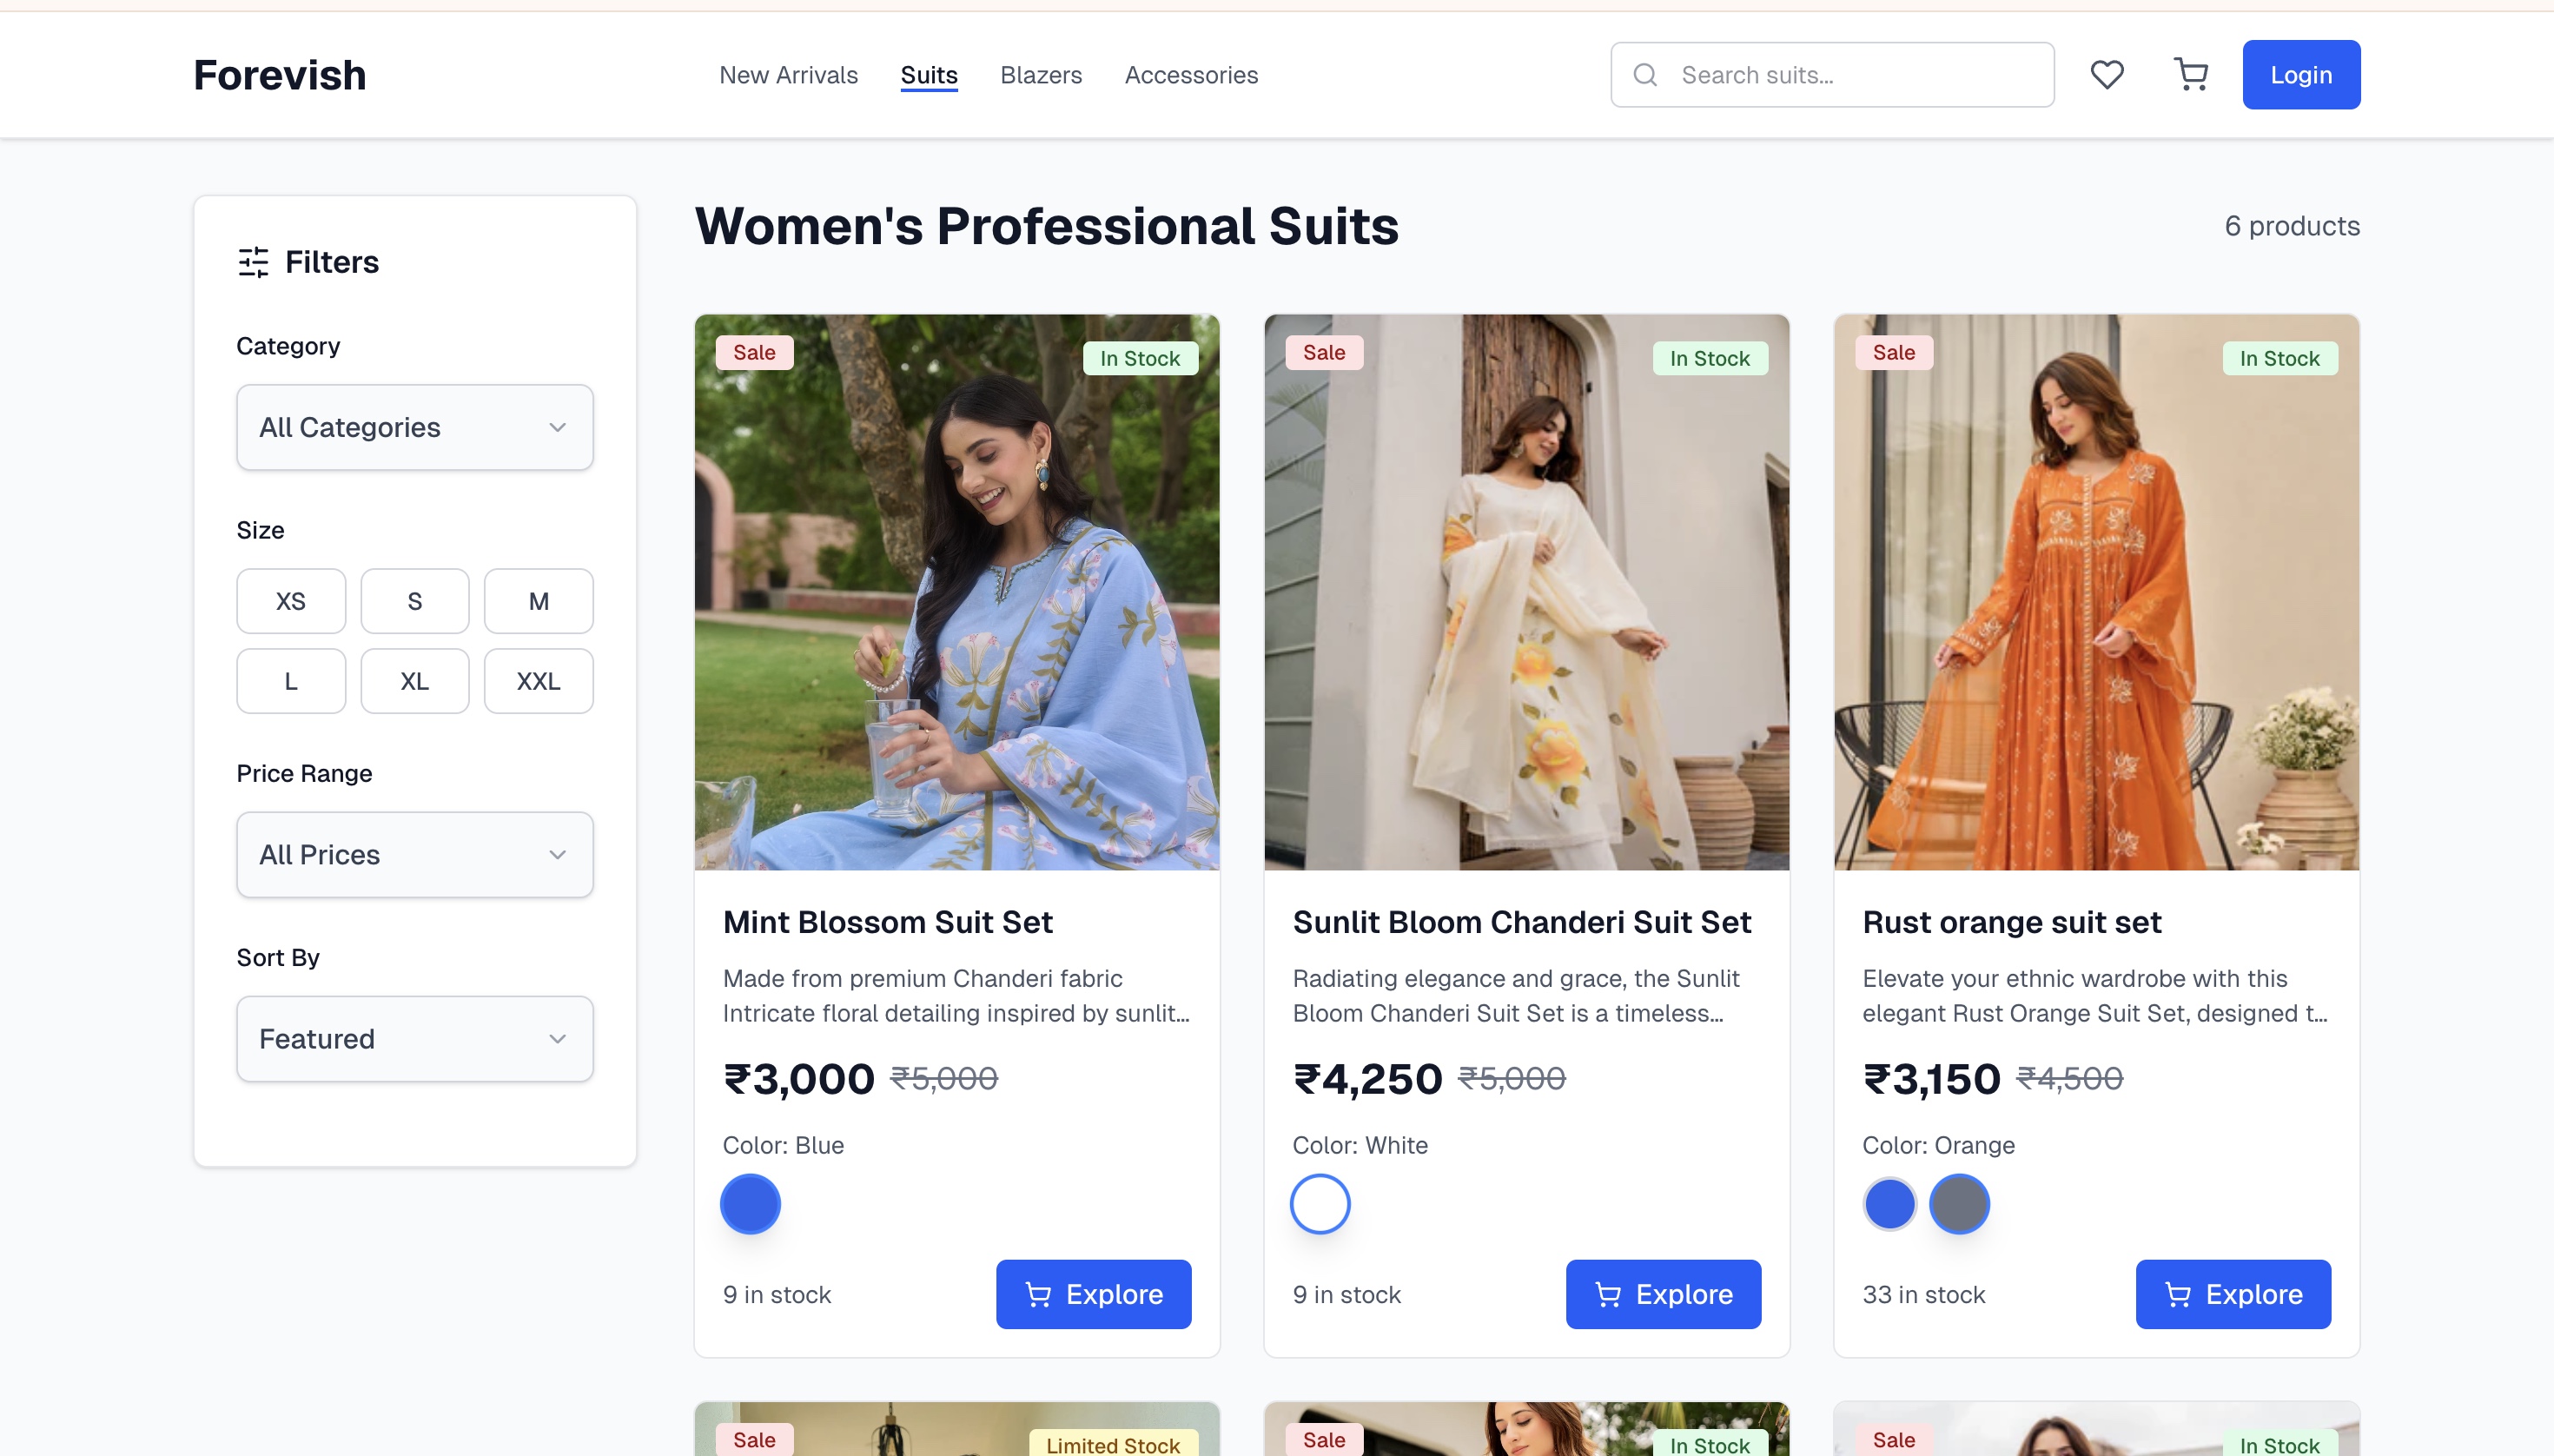 Forevish
New Arrivals
Suits
Blazers
Accessories
Search suits...
Login
Filters
Category
All Categories
Size
XS
S
M
L
XL
XXL
Price Range
All Prices
Sort By
Featured
Women's Professional Suits
6 products
Sale
In Stock
Mint Blossom Suit Set
Made from premium Chanderi fabric
Intricate floral detailing inspired by sunlit...
₹3,000 ₹5,000
Color: Blue
9 in stock
Explore
Sale
In Stock
Sunlit Bloom Chanderi Suit Set
Radiating elegance and grace, the Sunlit
Bloom Chanderi Suit Set is a timeless...
₹4,250 ₹5,000
Color: White
9 in stock
Explore
Sale
In Stock
Rust orange suit set
Elevate your ethnic wardrobe with this
elegant Rust Orange Suit Set, designed t...
₹3,150 ₹4,500
Color: Orange
33 in stock
Explore
Sale
Limited Stock
Sale
In Stock
Sale
In Stock